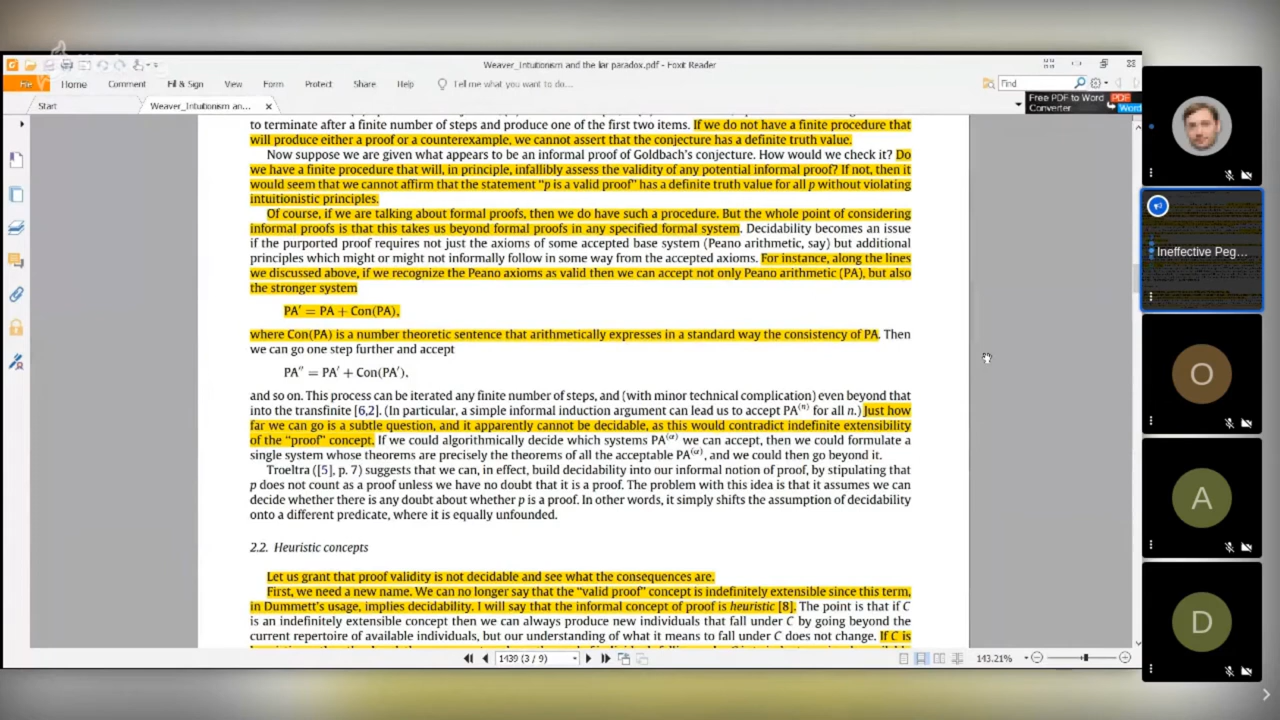 Weaver_Intutionism and the liar paradox.pdf - Foxit Reader
File Home Comment Fill & Sign View Form Protect Share Help Tell me what you want to do...
Find
Start
Weaver_Intutionism an...
Free PDF to Word Converter
PDF
Word
to terminate after a finite number of steps and produce one of the first two items. If we do not have a finite procedure that
will produce either a proof or a counterexample, we cannot assert that the conjecture has a definite truth value.
Now suppose we are given what appears to be an informal proof of Goldbach's conjecture. How would we check it? Do
we have a finite procedure that will, in principle, infallibly assess the validity of any potential informal proof? If not, then it
would seem that we cannot affirm that the statement "p is a valid proof" has a definite truth value for all p without violating
intuitionistic principles.
Of course, if we are talking about formal proofs, then we do have such a procedure. But the whole point of considering
informal proofs is that this takes us beyond formal proofs in any specified formal system. Decidability becomes an issue
if the purported proof requires not just the axioms of some accepted base system (Peano arithmetic, say) but additional
principles which might or might not informally follow in some way from the accepted axioms. For instance, along the lines
we discussed above, if we recognize the Peano axioms as valid then we can accept not only Peano arithmetic (PA), but also
the stronger system
PA′ = PA + Con(PA),
where Con(PA) is a number theoretic sentence that arithmetically expresses in a standard way the consistency of PA. Then
we can go one step further and accept
PA″ = PA′ + Con(PA′),
and so on. This process can be iterated any finite number of steps, and (with minor technical complication) even beyond that
into the transfinite [6,2]. (In particular, a simple informal induction argument can lead us to accept PA⁽ⁿ⁾ for all n.) Just how
far we can go is a subtle question, and it apparently cannot be decidable, as this would contradict indefinite extensibility
of the "proof" concept. If we could algorithmically decide which systems PA⁽ᵅ⁾ we can accept, then we could formulate a
single system whose theorems are precisely the theorems of all the acceptable PA⁽ᵅ⁾, and we could then go beyond it.
Troeltra ([5], p. 7) suggests that we can, in effect, build decidability into our informal notion of proof, by stipulating that
p does not count as a proof unless we have no doubt that it is a proof. The problem with this idea is that it assumes we can
decide whether there is any doubt about whether p is a proof. In other words, it simply shifts the assumption of decidability
onto a different predicate, where it is equally unfounded.
2.2. Heuristic concepts
Let us grant that proof validity is not decidable and see what the consequences are.
First, we need a new name. We can no longer say that the "valid proof" concept is indefinitely extensible since this term,
in Dummett's usage, implies decidability. I will say that the informal concept of proof is heuristic [8]. The point is that if C
is an indefinitely extensible concept then we can always produce new individuals that fall under C by going beyond the
current repertoire of available individuals, but our understanding of what it means to fall under C does not change. If C is
1439 (3 / 9)
143.21%
Ineffective Peg...
O
A
D